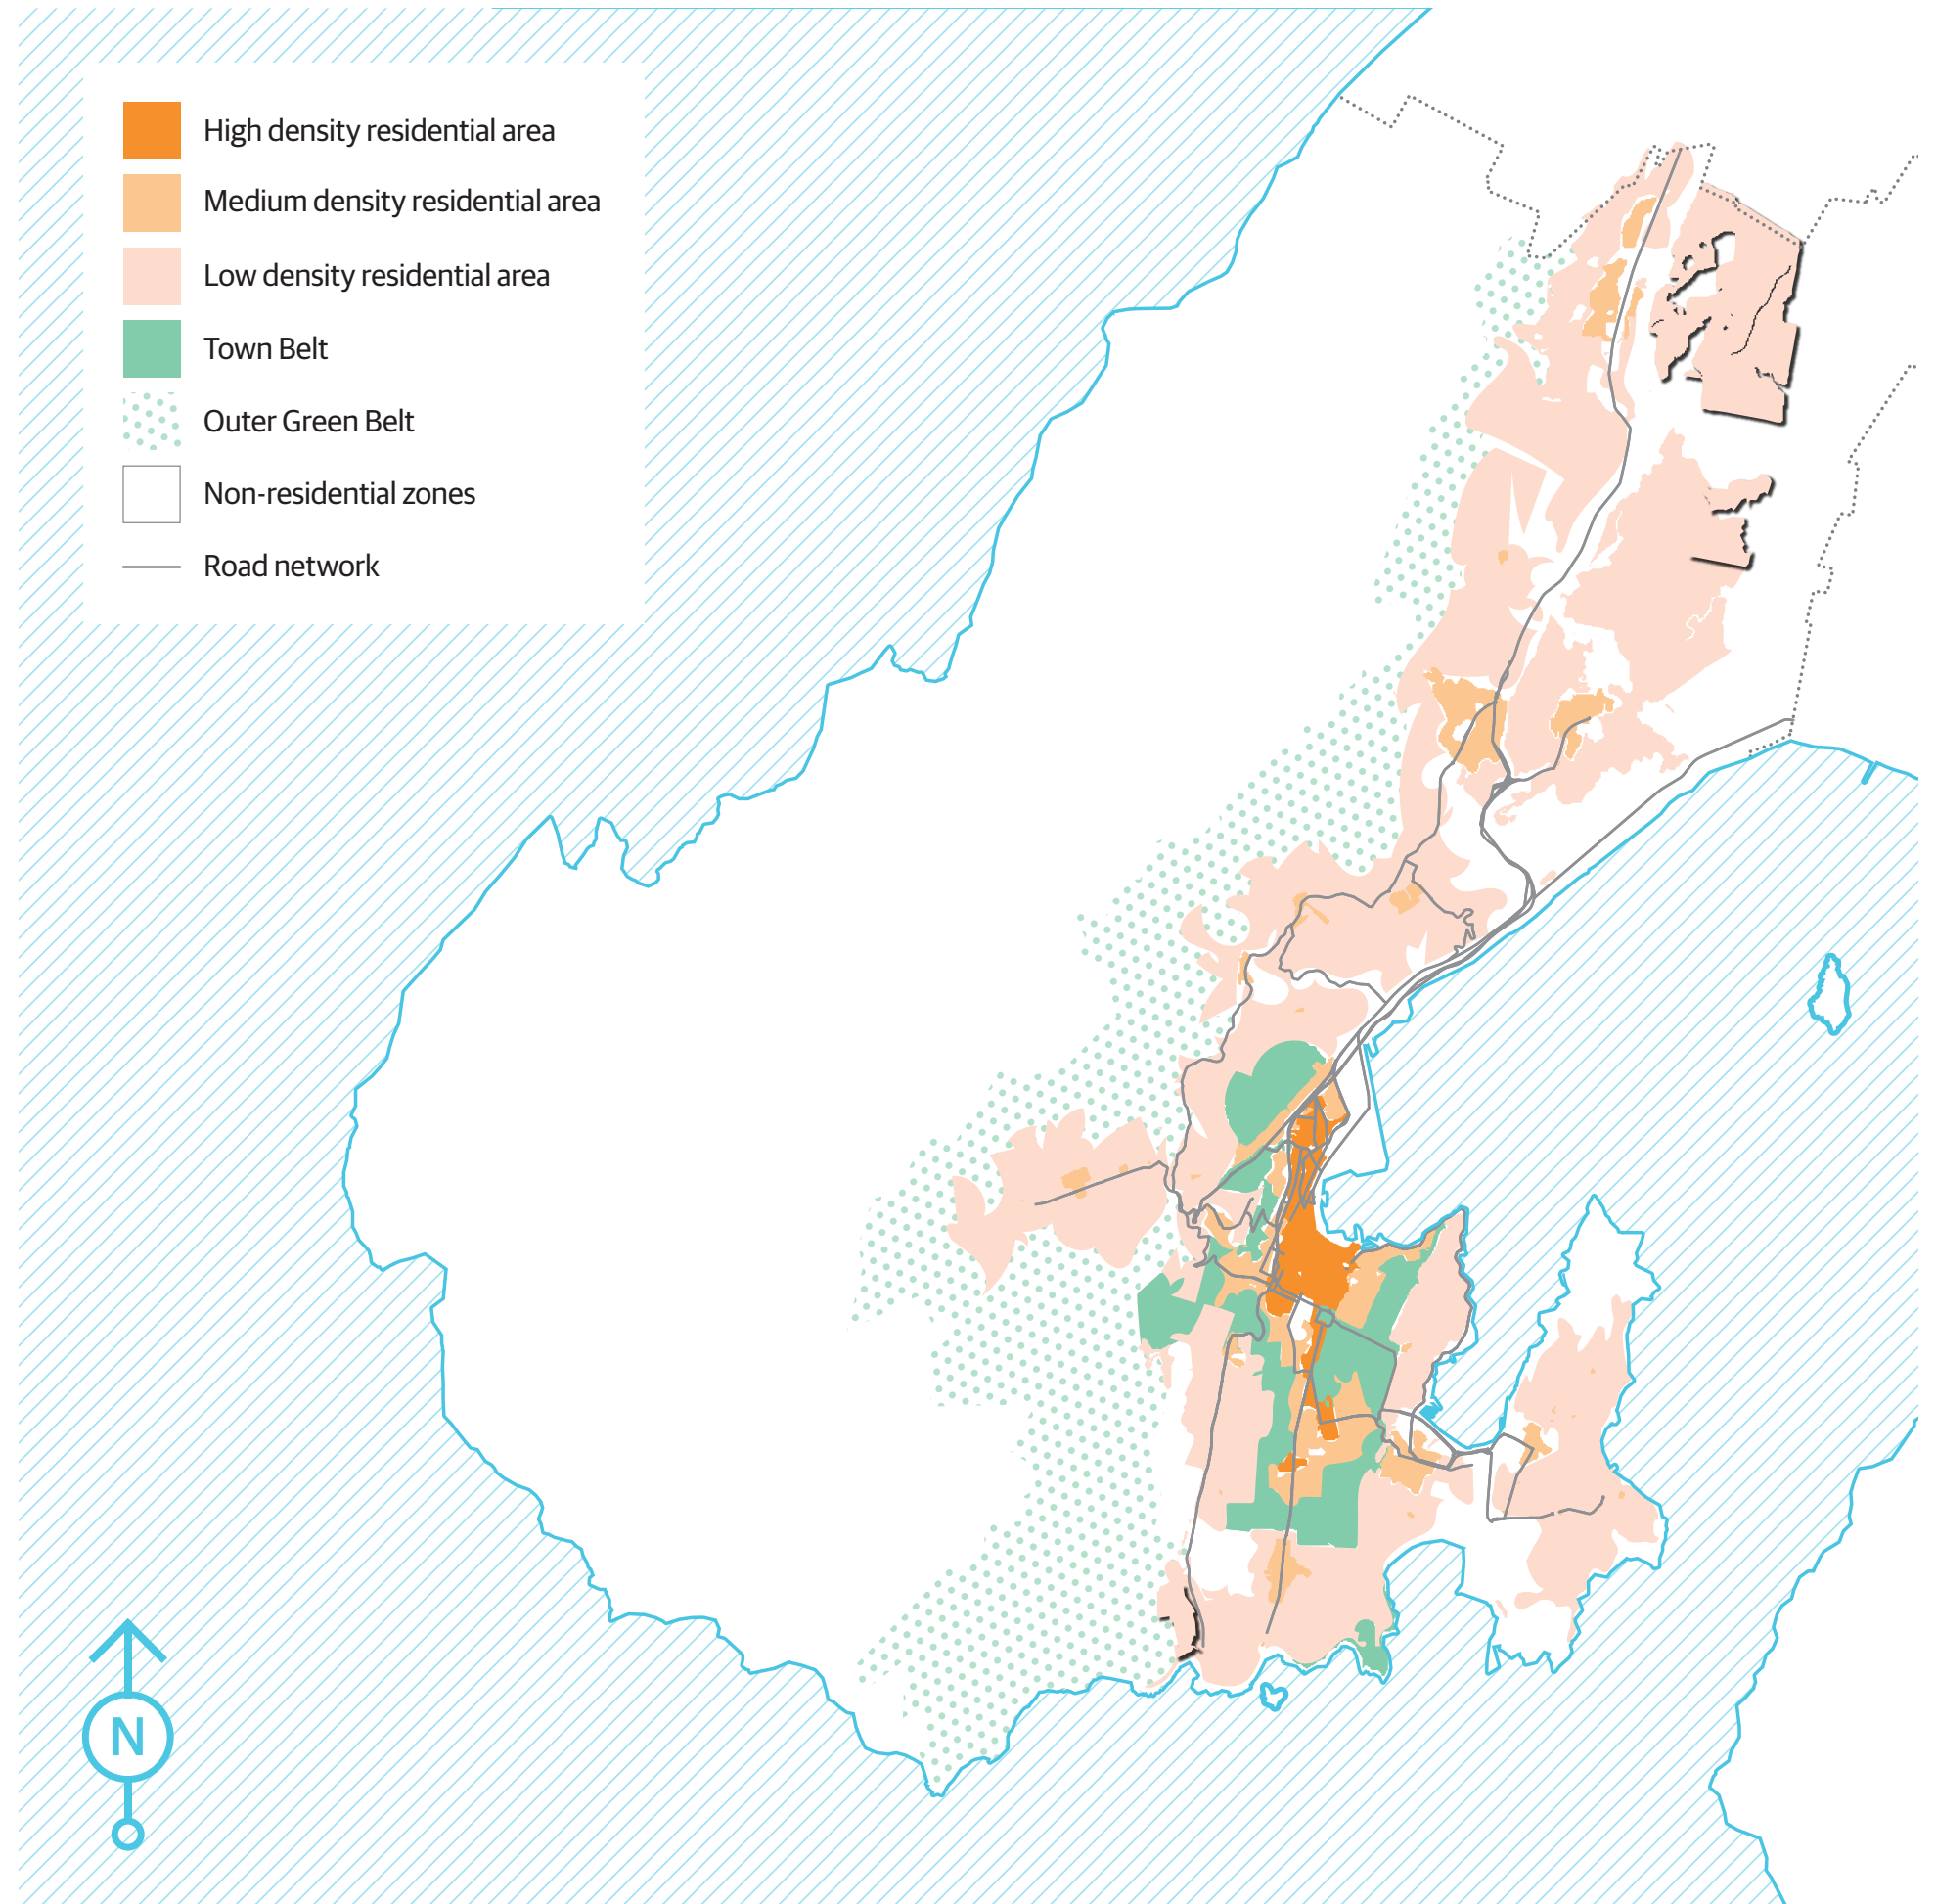 High density residential area
Medium density residential area
Low density residential area
Town Belt
Outer Green Belt
Non-residential zones
Road network
N